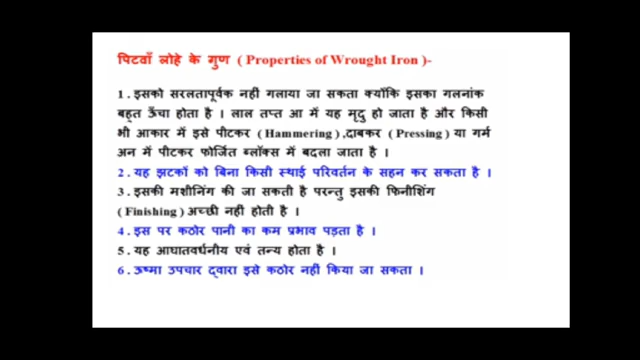 पिटवाँ लोहे के गुण ( Properties of Wrought Iron )-
1 . इसको सरलतापूर्वक नहीं गलाया जा सकता क्योंकि इसका गलनांक
बहुत ऊँचा होता है । लाल तप्त आ में यह मृदु हो जाता है और किसी
भी आकार में इसे पीटकर ( Hammering ) ,दाबकर ( Pressing ) या गर्म
अन में पीटकर फोर्जित ब्लॉक्स में बदला जाता है ।
2 . यह झटकों को बिना किसी स्थाई परिवर्तन के सहन कर सकता है ।
3 . इसकी मशीनिंग की जा सकती है परन्तु इसकी फिनीशिंग
( Finishing ) अच्छी नहीं होती है ।
4 . इस पर कठोर पानी का कम प्रभाव पड़ता है ।
5 . यह आघातवर्धनीय एवं तन्य होता है ।
6 . ऊष्मा उपचार द्वारा इसे कठोर नहीं किया जा सकता ।